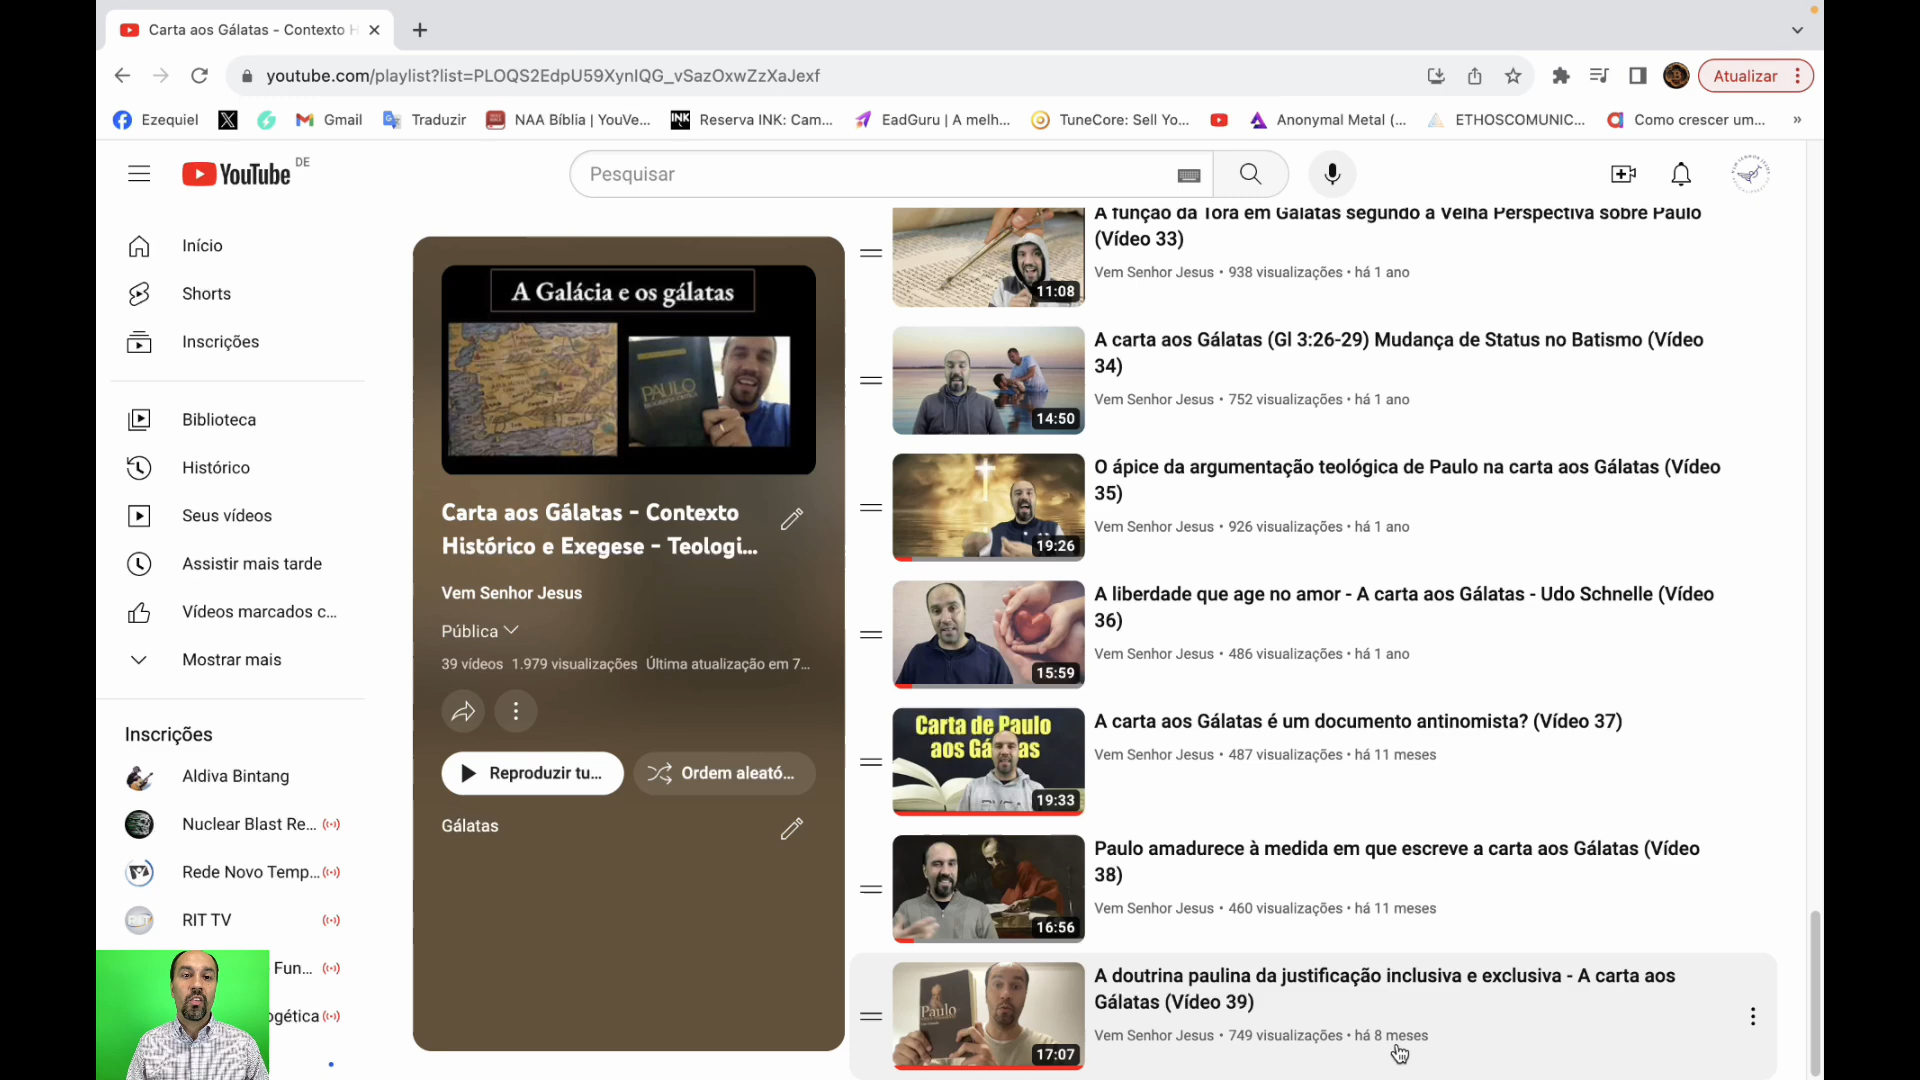 Carta aos Gálatas - Contexto H
youtube.com/playlist?list=PLOQS2EdpU59XynIQG_vSazOxwZzXaJexf
Atualizar
Ezequiel
Gmail
Traduzir
NAA Bíblia | YouVe...
INK
Reserva INK: Cam...
EadGuru | A melh...
TuneCore: Sell Yo...
Anonymal Metal (...
ETHOSCOMUNIC...
Como crescer um...
»
YouTube DE
Pesquisar
Início
Shorts
Inscrições
Biblioteca
Histórico
Seus vídeos
Assistir mais tarde
Vídeos marcados c...
Mostrar mais
Inscrições
Aldiva Bintang
Nuclear Blast Re...
Rede Novo Temp...
RIT TV
Fun...
ogética
A Galácia e os gálatas
PAULO
Carta aos Gálatas - Contexto
Histórico e Exegese - Teologi...
Vem Senhor Jesus
Pública
39 vídeos 1.979 visualizações Última atualização em 7...
Reproduzir tu...
Ordem aleató...
Gálatas
A função da Torá em Gálatas segundo a Velha Perspectiva sobre Paulo
(Vídeo 33)
Vem Senhor Jesus • 938 visualizações • há 1 ano
11:08
A carta aos Gálatas (Gl 3:26-29) Mudança de Status no Batismo (Vídeo
34)
Vem Senhor Jesus • 752 visualizações • há 1 ano
14:50
O ápice da argumentação teológica de Paulo na carta aos Gálatas (Vídeo
35)
Vem Senhor Jesus • 926 visualizações • há 1 ano
19:26
A liberdade que age no amor - A carta aos Gálatas - Udo Schnelle (Vídeo
36)
Vem Senhor Jesus • 486 visualizações • há 1 ano
15:59
Carta de Paulo
aos Gá as
A carta aos Gálatas é um documento antinomista? (Vídeo 37)
Vem Senhor Jesus • 487 visualizações • há 11 meses
19:33
Paulo amadurece à medida em que escreve a carta aos Gálatas (Vídeo
38)
Vem Senhor Jesus • 460 visualizações • há 11 meses
16:56
Paulo
A doutrina paulina da justificação inclusiva e exclusiva - A carta aos
Gálatas (Vídeo 39)
Vem Senhor Jesus • 749 visualizações • há 8 meses
17:07